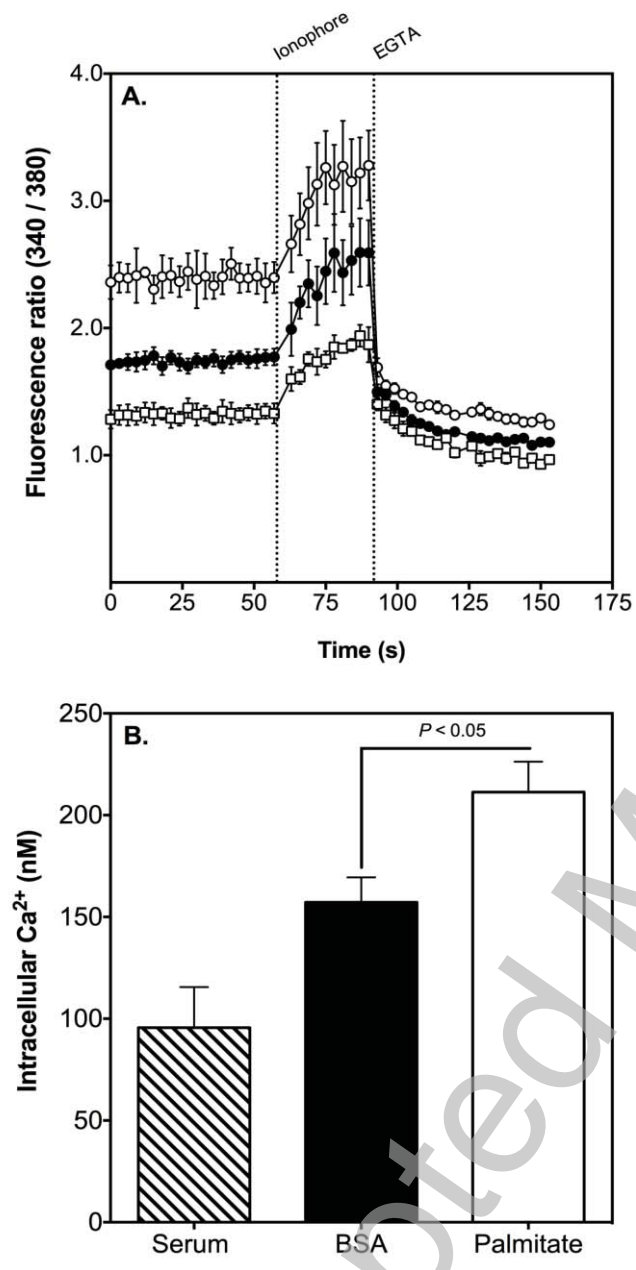 Ionophore
EGTA
A.
4.0
3.0
2.0
1.0
Fluorescence ratio (340 / 380)
0
25
50
75
100
125
150
175
Time (s)
B.
P < 0.05
250
200
150
100
50
0
Intracellular Ca²⁺ (nM)
Serum
BSA
Palmitate
pted M